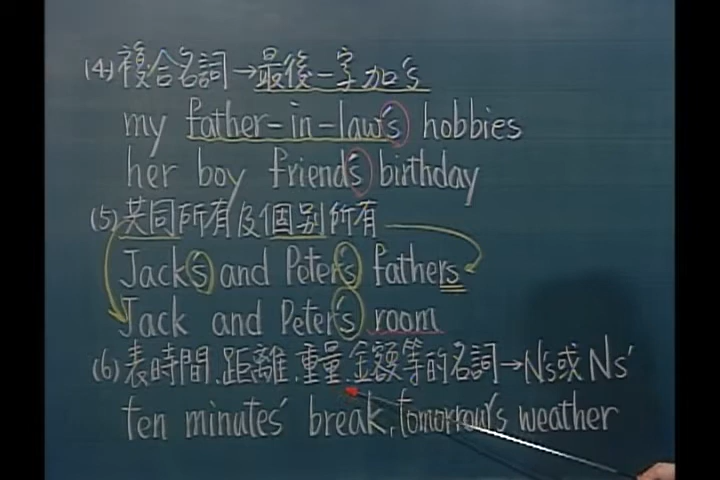 (4)複合名詞→最後一字加's
my father-in-law's hobbies
her boy friend's birthday
(5)共同所有及個別所有
Jack's and Peter's fathers
Jack and Peter's room
(6)表時間.距離.重量.金額等的名詞→N's或Ns'
ten minutes' break, tomorrow's weather